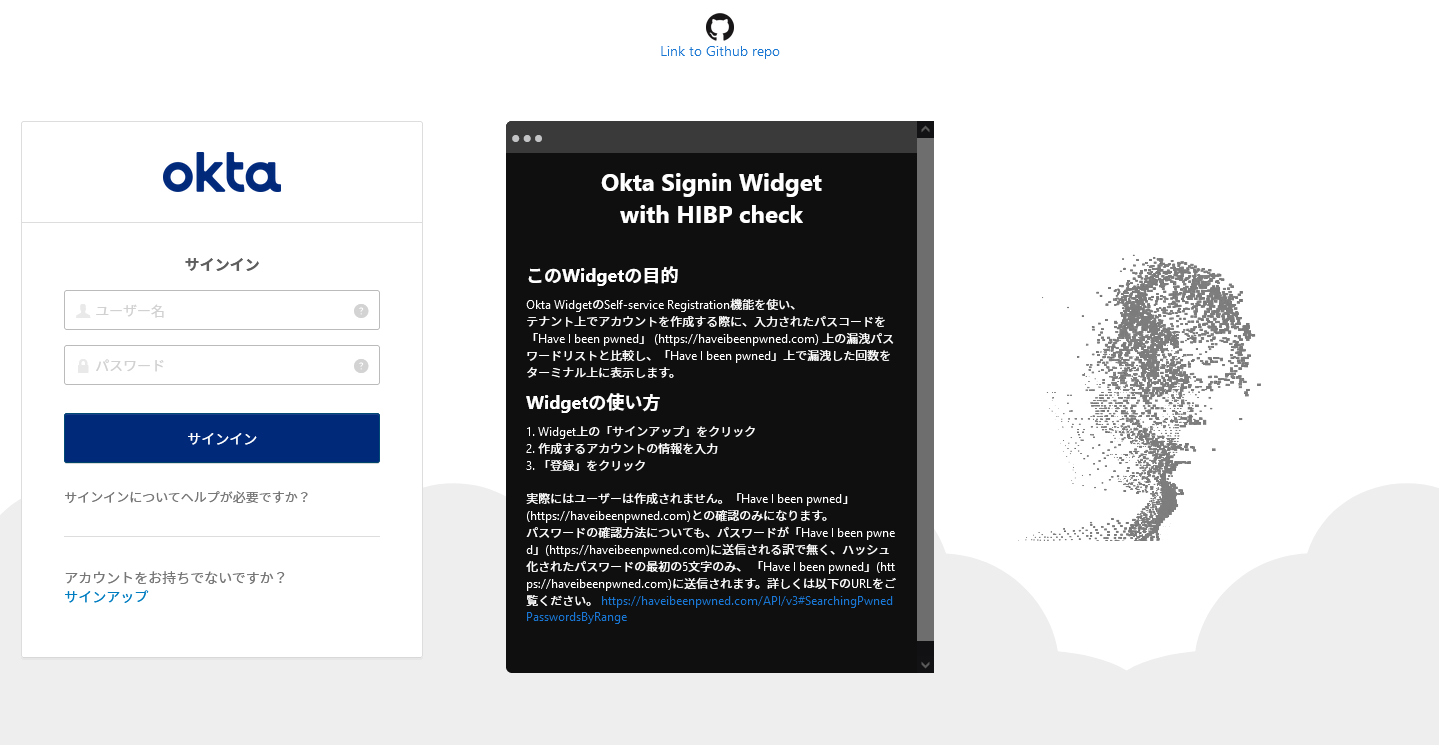 Link to Github repo
okta
サインイン
ユーザー名
パスワード
サインイン
サインインについてヘルプが必要ですか？
アカウントをお持ちでないですか？
サインアップ
Okta Signin Widget
with HIBP check
このWidgetの目的
Okta WidgetのSelf-service Registration機能を使い、
テナント上でアカウントを作成する際に、入力されたパスコードを
「Have I been pwned」 (https://haveibeenpwned.com) 上の漏洩パス
ワードリストと比較し、「Have I been pwned」上で漏洩した回数を
ターミナル上に表示します。
Widgetの使い方
1. Widget上の「サインアップ」をクリック
2. 作成するアカウントの情報を入力
3. 「登録」をクリック
実際にはユーザーは作成されません。「Have I been pwned」
(https://haveibeenpwned.com)との確認のみになります。
パスワードの確認方法についても、パスワードが「Have I been pwne
d」(https://haveibeenpwned.com)に送信される訳で無く、ハッシュ
化されたパスワードの最初の5文字のみ、 「Have I been pwned」(htt
ps://haveibeenpwned.com)に送信されます。詳しくは以下のURLをご
覧ください。 https://haveibeenpwned.com/API/v3#SearchingPwned
PasswordsByRange